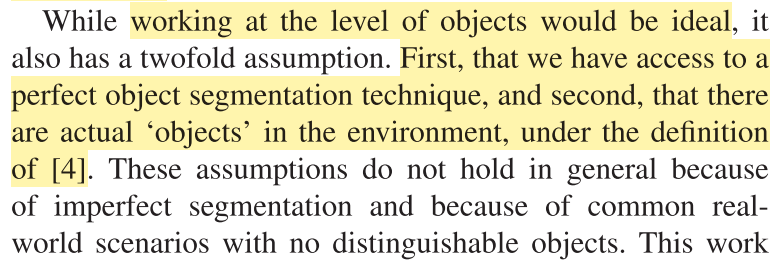 While working at the level of objects would be ideal, it
also has a twofold assumption. First, that we have access to a
perfect object segmentation technique, and second, that there
are actual ‘objects’ in the environment, under the definition
of [4]. These assumptions do not hold in general because
of imperfect segmentation and because of common real-
world scenarios with no distinguishable objects. This work